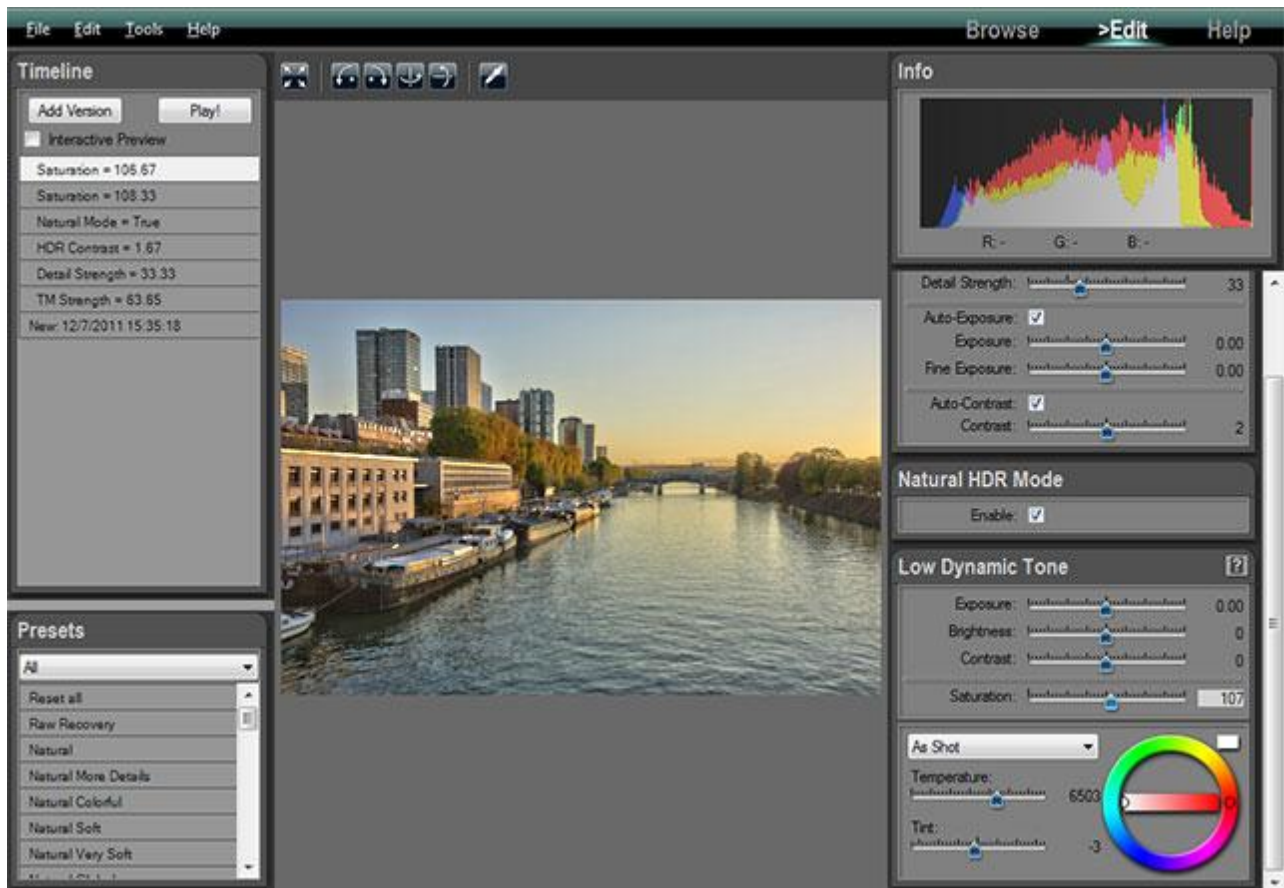 File Edit Tools Help
Browse >Edit Help
Timeline
Add Version Play!
Interactive Preview
Saturation = 106.67
Saturation = 108.33
Natural Mode = True
HDR Contrast = 1.67
Detail Strength = 33.33
TM Strength = 63.65
New: 12/7/2011 15:35:18
Presets
All
Reset all
Raw Recovery
Natural
Natural More Details
Natural Colorful
Natural Soft
Natural Very Soft
Info
R: - G: - B: -
Detail Strength: 33
Auto-Exposure:
Exposure: 0.00
Fine Exposure: 0.00
Auto-Contrast:
Contrast: 2
Natural HDR Mode
Enable:
Low Dynamic Tone ?
Exposure: 0.00
Brightness: 0
Contrast: 0
Saturation: 107
As Shot
Temperature:
6503
Tint:
-3